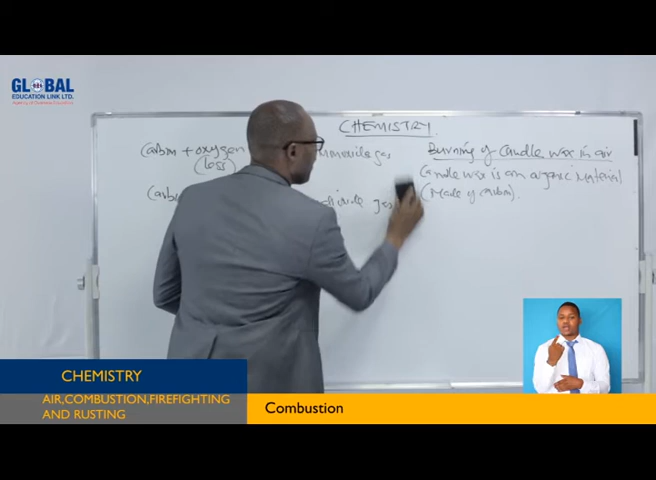 GLOBAL
EDUCATION LINK LTD.
CHEMISTRY
Carbon + oxygen
(less)
monoxide gas
gas
Burning of Candle wax in air
Candle wax is an organic material
(Made of carbon).
CHEMISTRY
AIR,COMBUSTION,FIREFIGHTING
AND RUSTING
Combustion